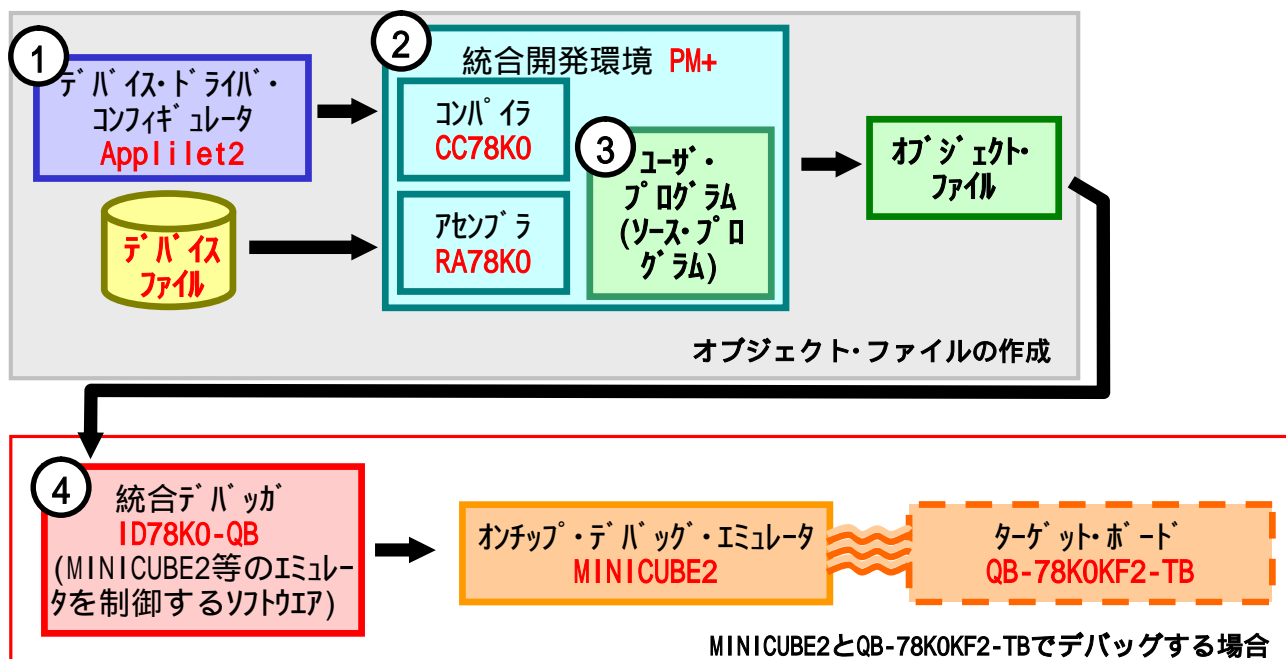 ①
デバイス・ドライバ・
コンフィギュレータ
Applilet2
デバイス
ファイル
②
統合開発環境 PM+
コンパイラ
CC78K0
アセンブラ
RA78K0
③
ユーザ・
プログラム
(ソース・プロ
グラム)
オブジェクト・
ファイル
オブジェクト・ファイルの作成
④
統合デバッガ
ID78K0-QB
(MINICUBE2等のエミュレー
タを制御するソフトウエア)
オンチップ・デバッグ・エミュレータ
MINICUBE2
ターゲット・ボード
QB-78K0KF2-TB
MINICUBE2とQB-78K0KF2-TBでデバッグする場合